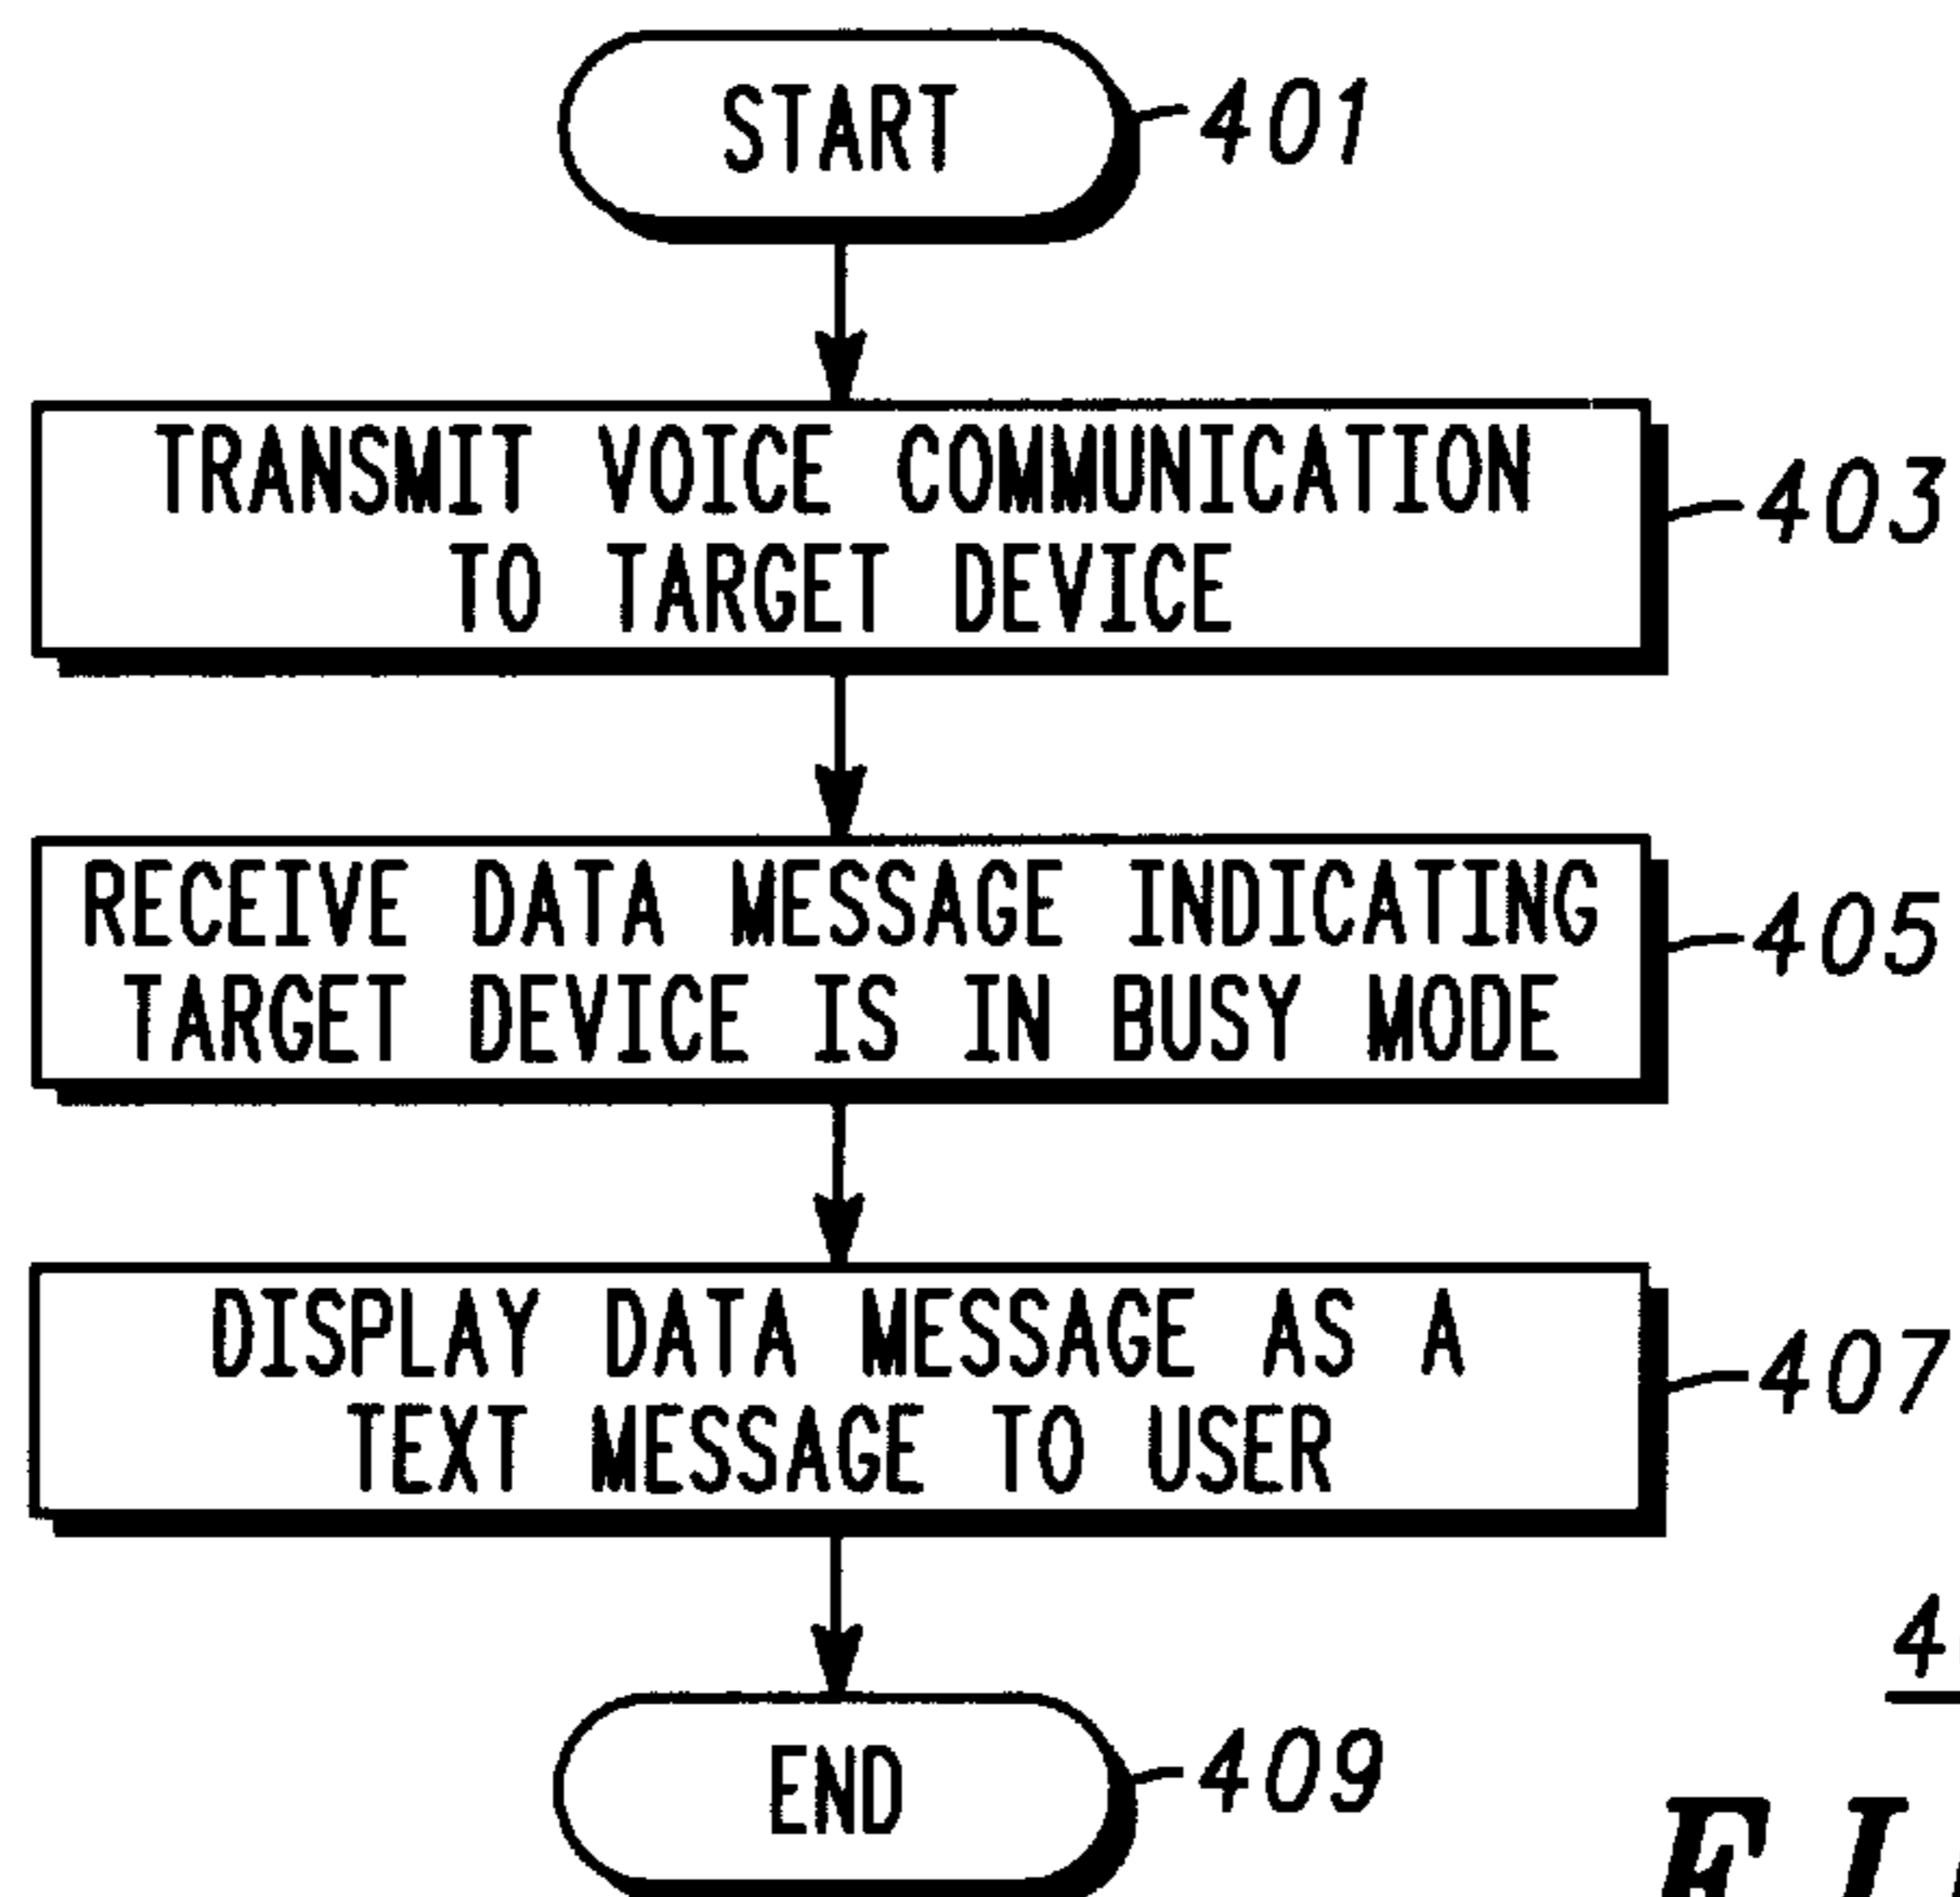 START
401
TRANSMIT VOICE COMMUNICATION
TO TARGET DEVICE
403
RECEIVE DATA MESSAGE INDICATING
TARGET DEVICE IS IN BUSY MODE
405
DISPLAY DATA MESSAGE AS A
TEXT MESSAGE TO USER
407
END
409